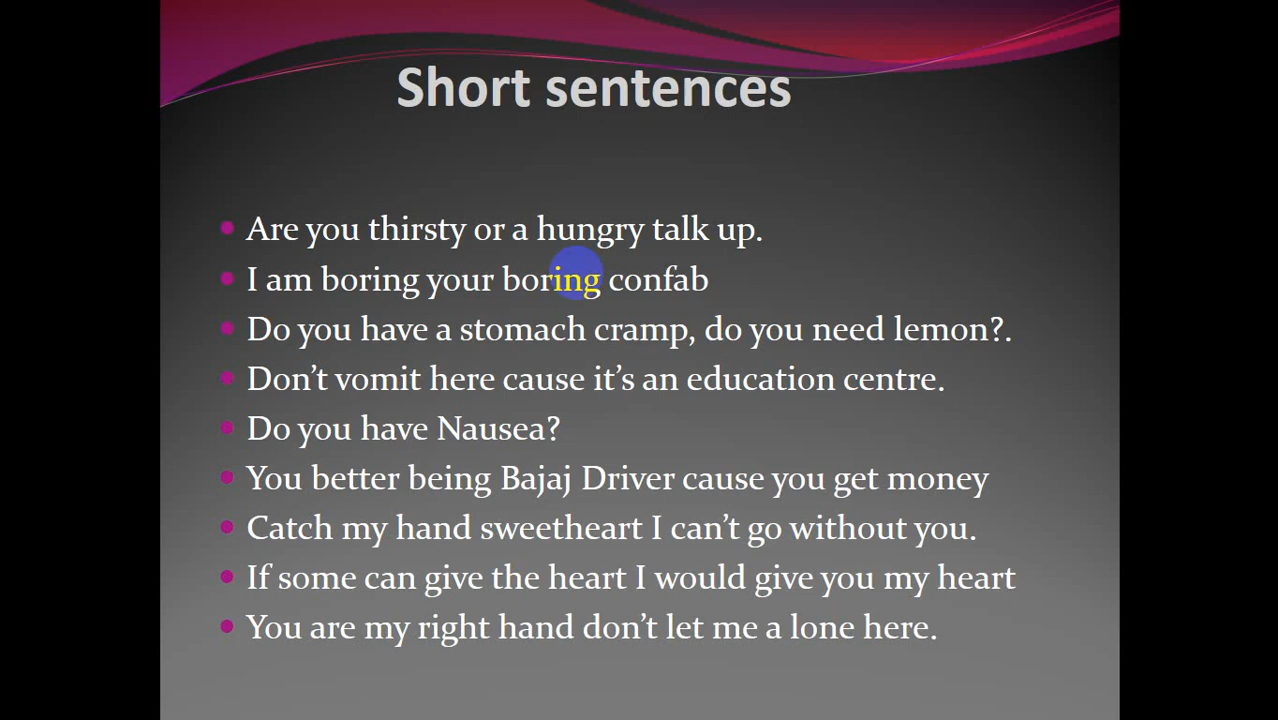 Short sentences
Are you thirsty or a hungry talk up.
I am boring your boring confab
Do you have a stomach cramp, do you need lemon?.
Don't vomit here cause it's an education centre.
Do you have Nausea?
You better being Bajaj Driver cause you get money
Catch my hand sweetheart I can't go without you.
If some can give the heart I would give you my heart
You are my right hand don't let me a lone here.